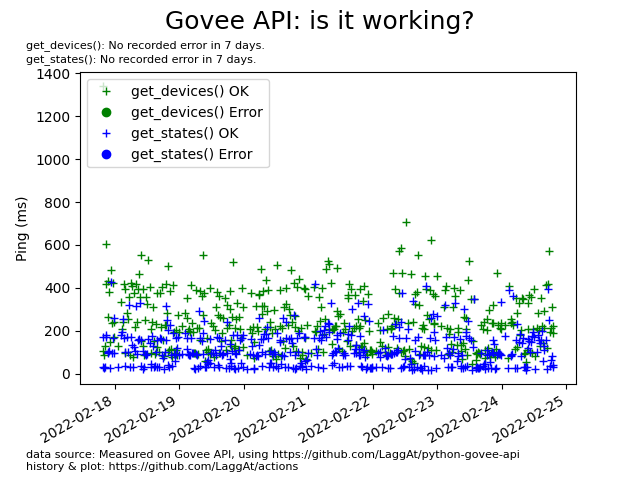 Govee API: is it working?
get_devices(): No recorded error in 7 days.
get_states(): No recorded error in 7 days.
get_devices() OK
get_devices() Error
get_states() OK
get_states() Error
Ping (ms)
1400
1200
1000
800
600
400
200
0
2022-02-18
2022-02-19
2022-02-20
2022-02-21
2022-02-22
2022-02-23
2022-02-24
2022-02-25
data source: Measured on Govee API, using https://github.com/LaggAt/python-govee-api
history & plot: https://github.com/LaggAt/actions